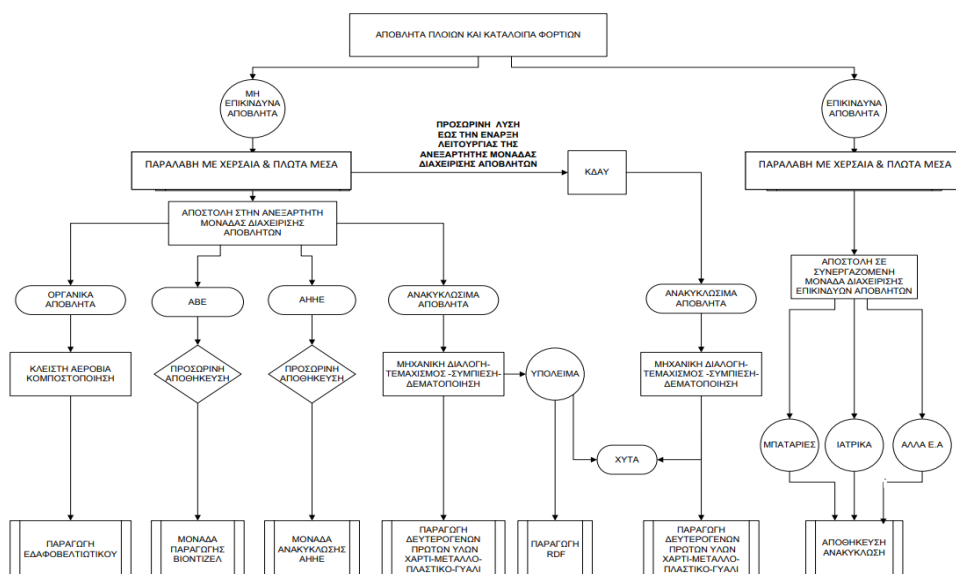 ΑΠΟΒΛΗΤΑ ΠΛΟΙΩΝ ΚΑΙ ΚΑΤΑΛΟΙΠΑ ΦΟΡΤΙΩΝ
ΜΗ
ΕΠΙΚΙΝΔΥΝΑ
ΑΠΟΒΛΗΤΑ
ΕΠΙΚΙΝΔΥΝΑ
ΑΠΟΒΛΗΤΑ
ΠΡΟΣΩΡΙΝΗ ΛΥΣΗ
ΕΩΣ ΤΗΝ ΕΝΑΡΞΗ
ΛΕΙΤΟΥΡΓΙΑΣ ΤΗΣ
ΑΝΕΞΑΡΤΗΤΗΣ ΜΟΝΑΔΑΣ
ΔΙΑΧΕΙΡΙΣΗΣ ΑΠΟΒΛΗΤΩΝ
ΠΑΡΑΛΑΒΗ ΜΕ ΧΕΡΣΑΙΑ & ΠΛΩΤΑ ΜΕΣΑ
ΚΔΑΥ
ΠΑΡΑΛΑΒΗ ΜΕ ΧΕΡΣΑΙΑ & ΠΛΩΤΑ ΜΕΣΑ
ΑΠΟΣΤΟΛΗ ΣΤΗΝ ΑΝΕΞΑΡΤΗΤΗ
ΜΟΝΑΔΑΣ ΔΙΑΧΕΙΡΙΣΗΣ
ΑΠΟΒΛΗΤΩΝ
ΑΠΟΣΤΟΛΗ ΣΕ
ΣΥΝΕΡΓΑΖΟΜΕΝΗ
ΜΟΝΑΔΑ ΔΙΑΧΕΙΡΙΣΗΣ
ΕΠΙΚΙΝΔΥΩΝ ΑΠΟΒΛΗΤΩΝ
ΟΡΓΑΝΙΚΑ
ΑΠΟΒΛΗΤΑ
ΑΒΕ
ΑΗΗΕ
ΑΝΑΚΥΚΛΩΣΙΜΑ
ΑΠΟΒΛΗΤΑ
ΑΝΑΚΥΚΛΩΣΙΜΑ
ΑΠΟΒΛΗΤΑ
ΚΛΕΙΣΤΗ ΑΕΡΟΒΙΑ
ΚΟΜΠΟΣΤΟΠΟΙΗΣΗ
ΠΡΟΣΩΡΙΝΗ
ΑΠΟΘΗΚΕΥΣΗ
ΠΡΟΣΩΡΙΝΗ
ΑΠΟΘΗΚΕΥΣΗ
ΜΗΧΑΝΙΚΗ ΔΙΑΛΟΓΗ-
ΤΕΜΑΧΙΣΜΟΣ -ΣΥΜΠΙΕΣΗ-
ΔΕΜΑΤΟΠΟΙΗΣΗ
ΥΠΟΛΕΙΜΑ
ΜΗΧΑΝΙΚΗ ΔΙΑΛΟΓΗ-
ΤΕΜΑΧΙΣΜΟΣ -ΣΥΜΠΙΕΣΗ-
ΔΕΜΑΤΟΠΟΙΗΣΗ
ΜΠΑΤΑΡΙΕΣ
ΙΑΤΡΙΚΑ
ΑΛΛΑ Ε.Α
ΧΥΤΑ
ΠΑΡΑΓΩΓΗ
ΕΔΑΦΟΒΕΛΤΙΩΤΙΚΟΥ
ΜΟΝΑΔΑ
ΠΑΡΑΓΩΓΗΣ
ΒΙΟΝΤΙΖΕΛ
ΜΟΝΑΔΑ
ΑΝΑΚΥΚΛΩΣΗΣ
ΑΗΗΕ
ΠΑΡΑΓΩΓΗ
ΔΕΥΤΕΡΟΓΕΝΩΝ
ΠΡΩΤΩΝ ΥΛΩΝ
ΧΑΡΤΙ-ΜΕΤΑΛΛΟ-
ΠΛΑΣΤΙΚΟ-ΓΥΑΛΙ
ΠΑΡΑΓΩΓΗ
RDF
ΠΑΡΑΓΩΓΗ
ΔΕΥΤΕΡΟΓΕΝΩΝ
ΠΡΩΤΩΝ ΥΛΩΝ
ΧΑΡΤΙ-ΜΕΤΑΛΛΟ-
ΠΛΑΣΤΙΚΟ-ΓΥΑΛΙ
ΑΠΟΘΗΚΕΥΣΗ
ΑΝΑΚΥΚΛΩΣΗ